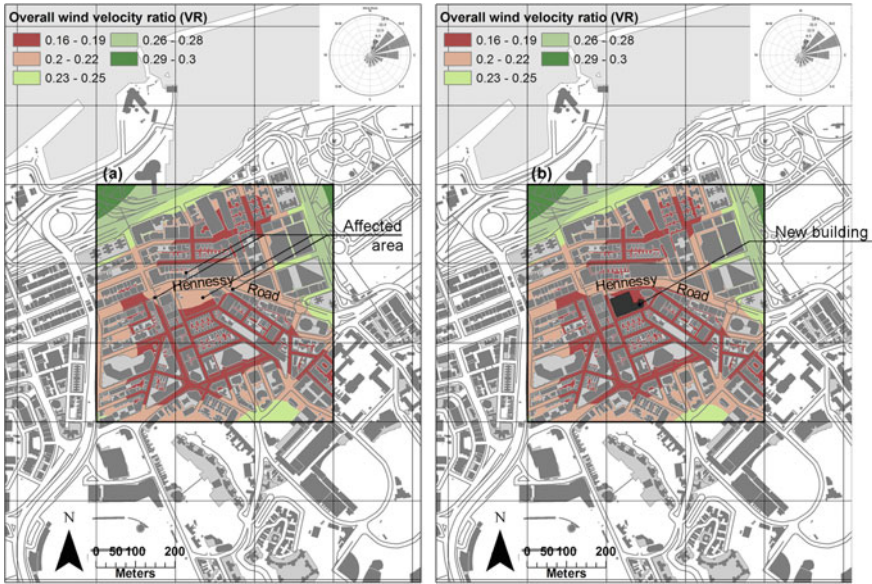 Overall wind velocity ratio (VR)
0.16 - 0.19
0.26 - 0.28
0.2 - 0.22
0.29 - 0.3
0.23 - 0.25
(a)
Affected
area
Hennessy
Road
N
0 50 100 200
Meters
Overall wind velocity ratio (VR)
0.16 - 0.19
0.26 - 0.28
0.2 - 0.22
0.29 - 0.3
0.23 - 0.25
(b)
New building
Hennessy
Road
N
0 50 100 200
Meters